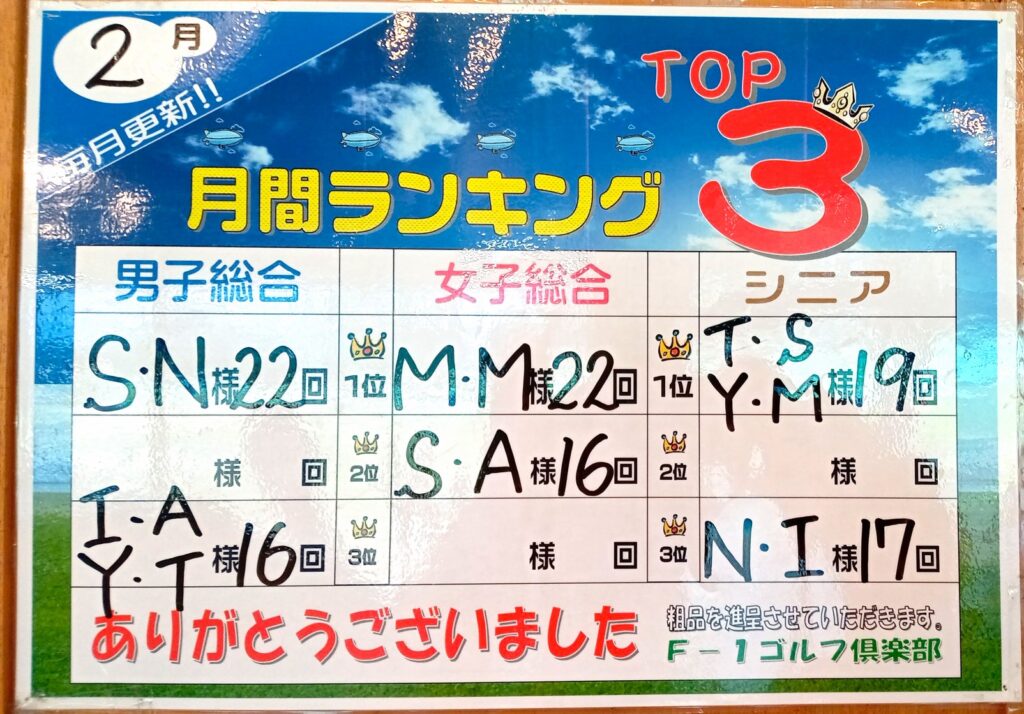 2月
毎月更新!!
TOP
3
月間ランキング
男子総合 女子総合 シニア
S・N様22回 1位 M・M様22回 1位 T・S Y・M様19回
様 回 2位 S・A様16回 2位 様 回
I・A Y・T様16回 3位 様 回 3位 N・I様17回
ありがとうございました
粗品を進呈させていただきます。
F－1ゴルフ倶楽部